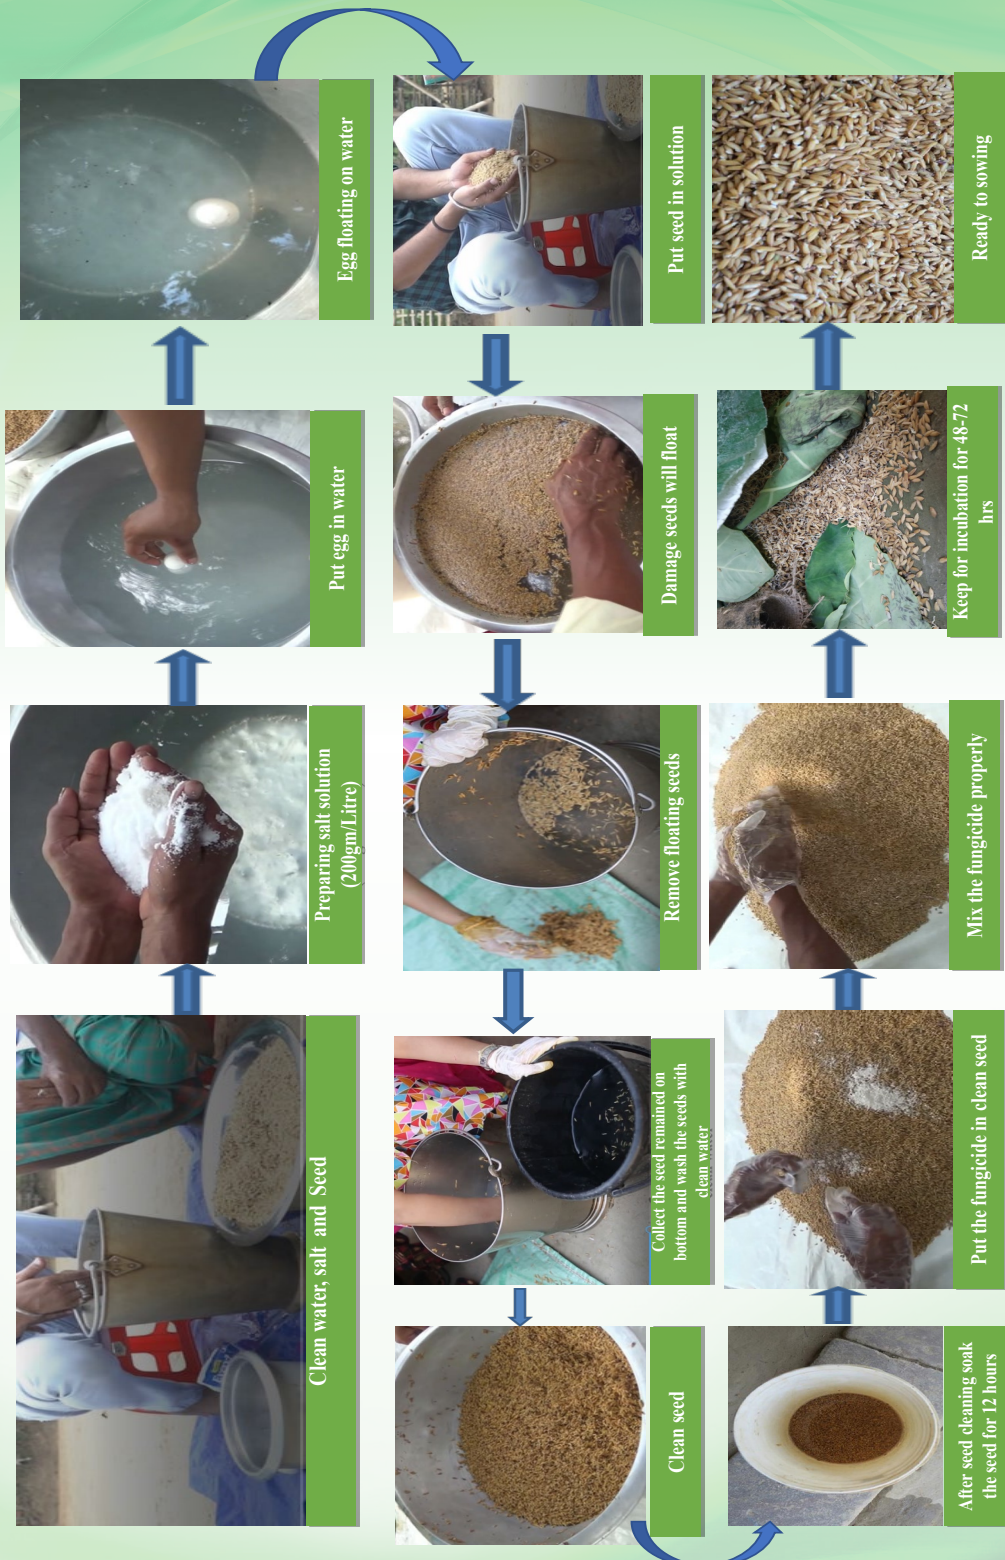 Clean water, salt and Seed
Preparing salt solution
(200gm/Litre)
Put egg in water
Egg floating on water
Put seed in solution
Damage seeds will float
Remove floating seeds
Collect the seed remained on
bottom and wash the seeds with
clean water
Clean seed
After seed cleaning soak
the seed for 12 hours
Put the fungicide in clean seed
Mix the fungicide properly
Keep for incubation for 48-72
hrs
Ready to sowing